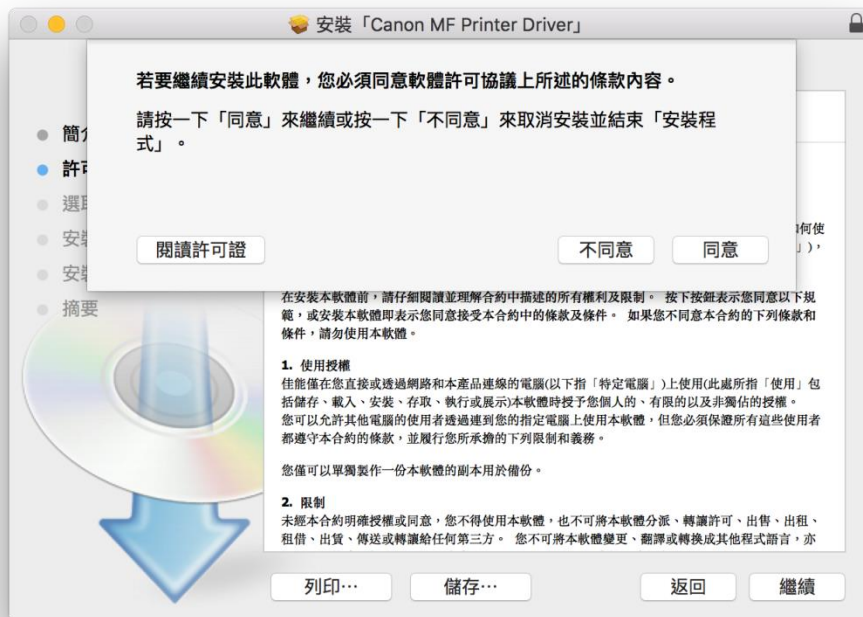 安裝「Canon MF Printer Driver」
若要繼續安裝此軟體，您必須同意軟體許可協議上所述的條款內容。
請按一下「同意」來繼續或按一下「不同意」來取消安裝並結束「安裝程
式」。
閱讀許可證
不同意
同意
簡
許
選
安
安
摘要
何使
」)，
在安裝本軟體前，請仔細閱讀並理解合約中描述的所有權利及限制。 按下按鈕表示您同意以下規
範，或安裝本軟體即表示您同意接受本合約中的條款及條件。 如果您不同意本合約的下列條款和
條件，請勿使用本軟體。
1. 使用授權
佳能僅在您直接或透過網路和本產品連線的電腦(以下指「特定電腦」)上使用(此處所指「使用」包
括儲存、載入、安裝、存取、執行或展示)本軟體時授予您個人的、有限的以及非獨佔的授權。
您可以允許其他電腦的使用者透過連到您的指定電腦上使用本軟體，但您必須保證所有這些使用者
都遵守本合約的條款，並履行您所承擔的下列限制和義務。
您僅可以單獨製作一份本軟體的副本用於備份。
2. 限制
未經本合約明確授權或同意，您不得使用本軟體，也不可將本軟體分派、轉讓許可、出售、出租、
租借、出賃、傳送或轉讓給任何第三方。 您不可將本軟體變更、翻譯或轉換成其他程式語言，亦
列印⋯
儲存⋯
返回
繼續